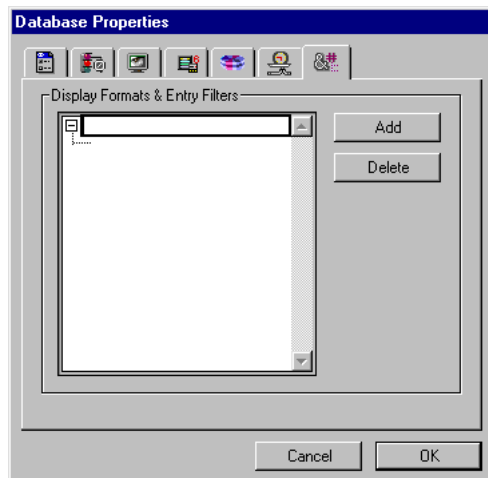 Database Properties
&#
Display Formats & Entry Filters
Add
Delete
Cancel
OK